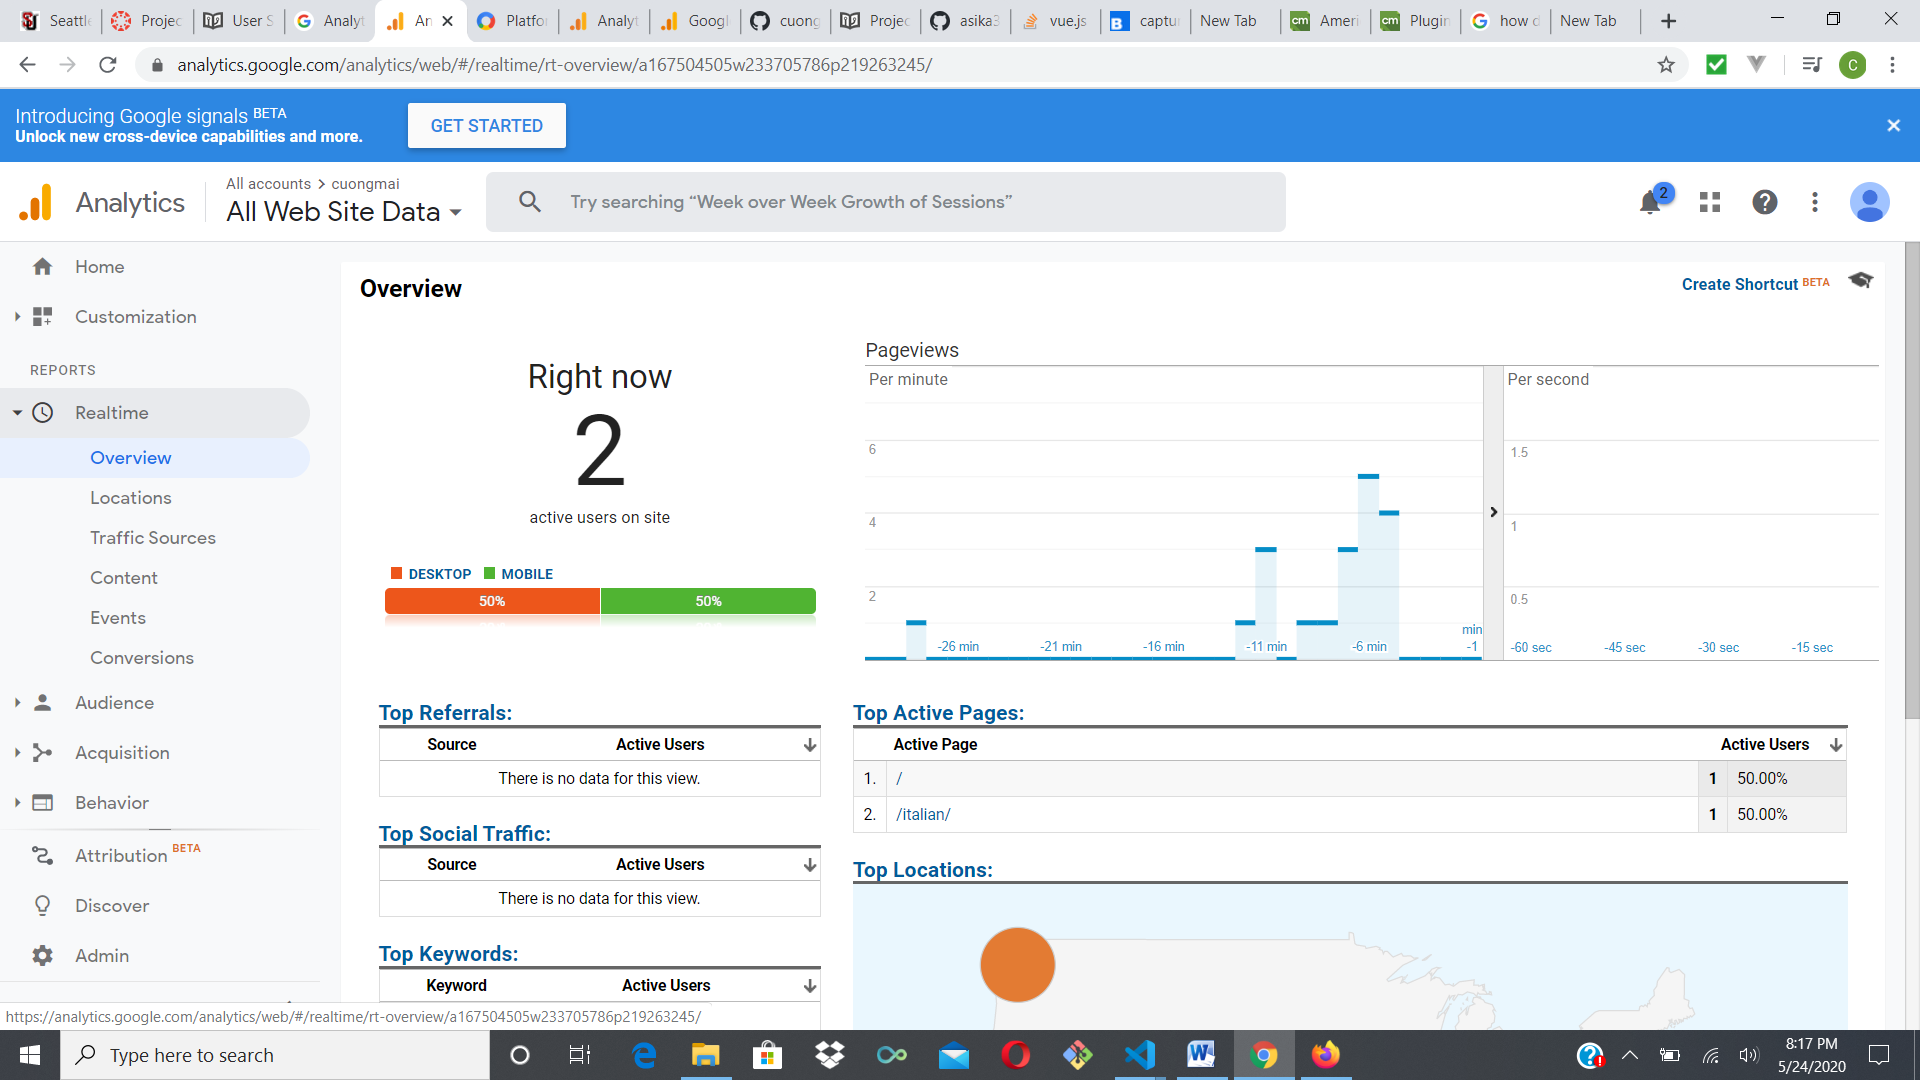 Seattle
Projec
User S
Analyt
An
Platfo
Analyt
Google
cuong
Projec
asika3
vue.js
captu
New Tab
Ameri
Plugin
how d
New Tab
analytics.google.com/analytics/web/#/realtime/rt-overview/a167504505w233705786p219263245/
C
Introducing Google signals BETA
Unlock new cross-device capabilities and more.
GET STARTED
Analytics
All accounts > cuongmai
All Web Site Data
Try searching “Week over Week Growth of Sessions”
2
Home
Customization
REPORTS
Realtime
Overview
Locations
Traffic Sources
Content
Events
Conversions
Audience
Acquisition
Behavior
Attribution BETA
Discover
Admin
Overview
Create Shortcut BETA
Right now
2
active users on site
DESKTOP MOBILE
50% 50%
Pageviews
Per minute
6
4
2
-26 min -21 min -16 min -11 min -6 min min -1
Per second
1.5
1
0.5
-60 sec -45 sec -30 sec -15 sec
Top Referrals:
Source Active Users
There is no data for this view.
Top Social Traffic:
Source Active Users
There is no data for this view.
Top Keywords:
Keyword Active Users
Top Active Pages:
Active Page Active Users
1. / 1 50.00%
2. /italian/ 1 50.00%
Top Locations:
https://analytics.google.com/analytics/web/#/realtime/rt-overview/a167504505w233705786p219263245/
Type here to search
8:17 PM
5/24/2020